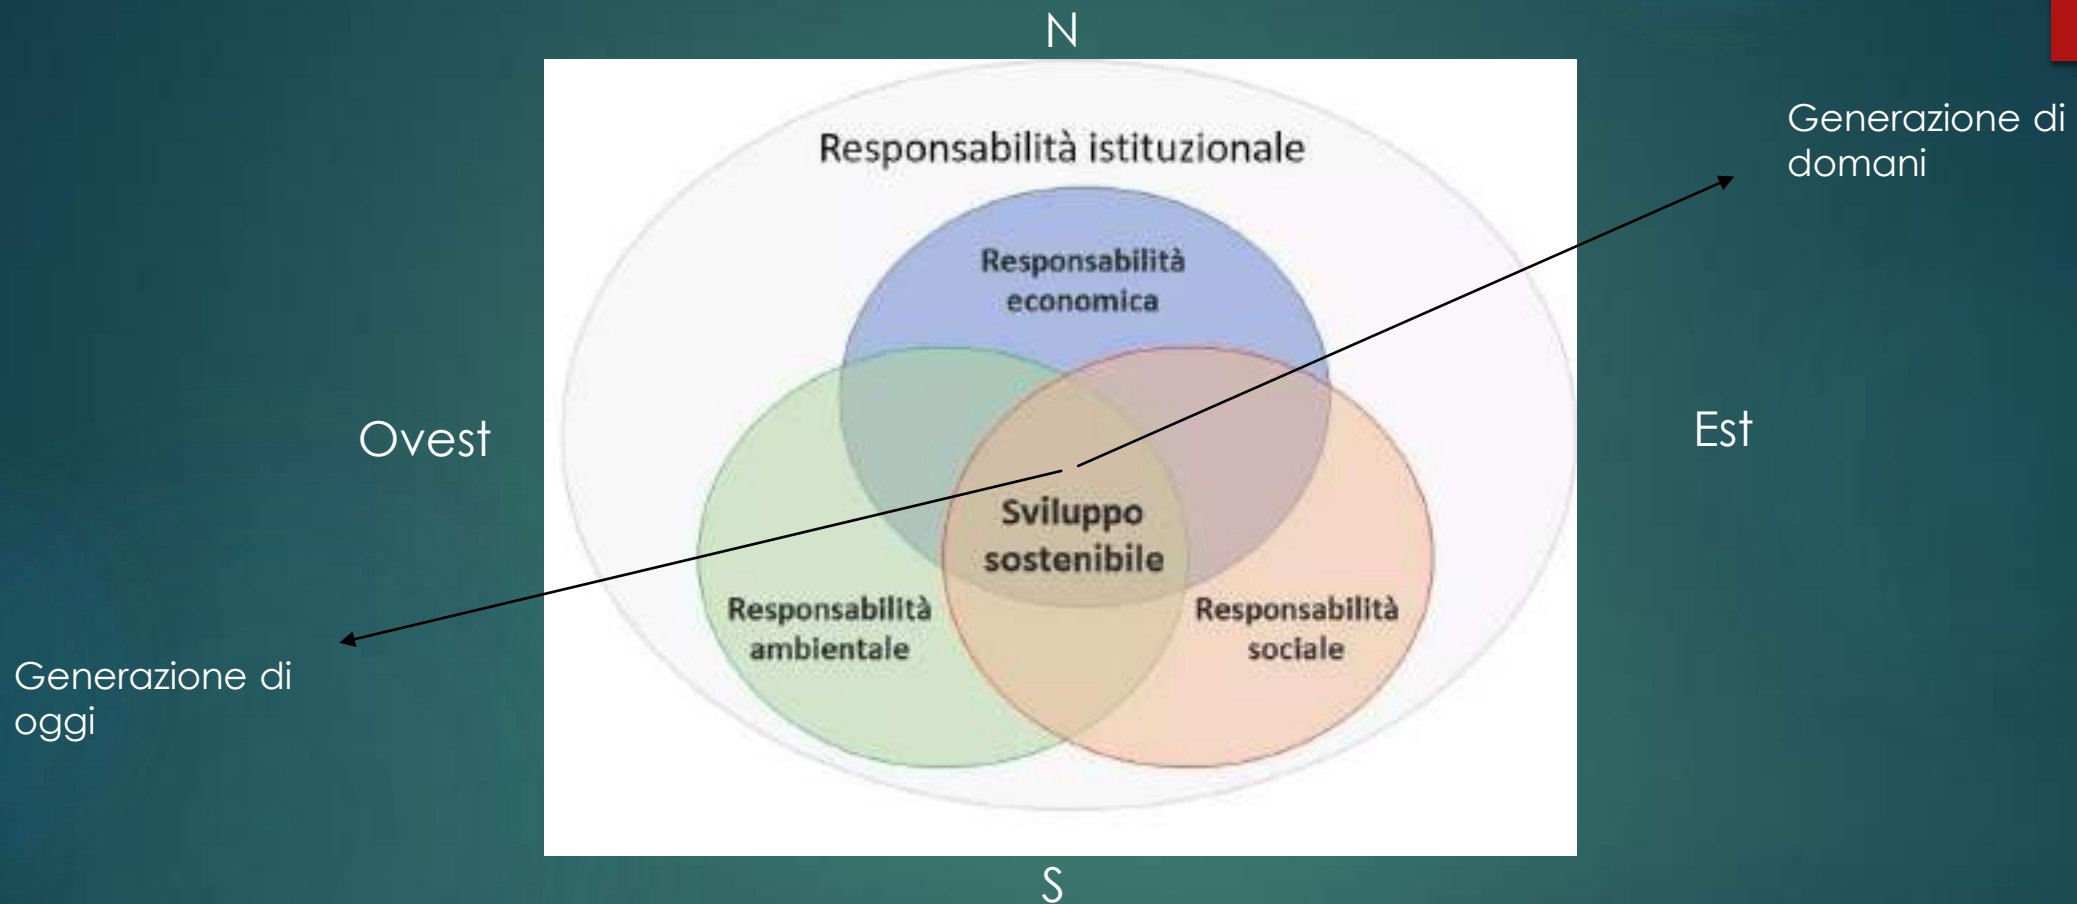 N
Generazione di
domani
Responsabilità istituzionale
Responsabilità
economica
Ovest
Est
Sviluppo
sostenibile
Responsabilità
ambientale
Responsabilità
sociale
Generazione di
oggi
S